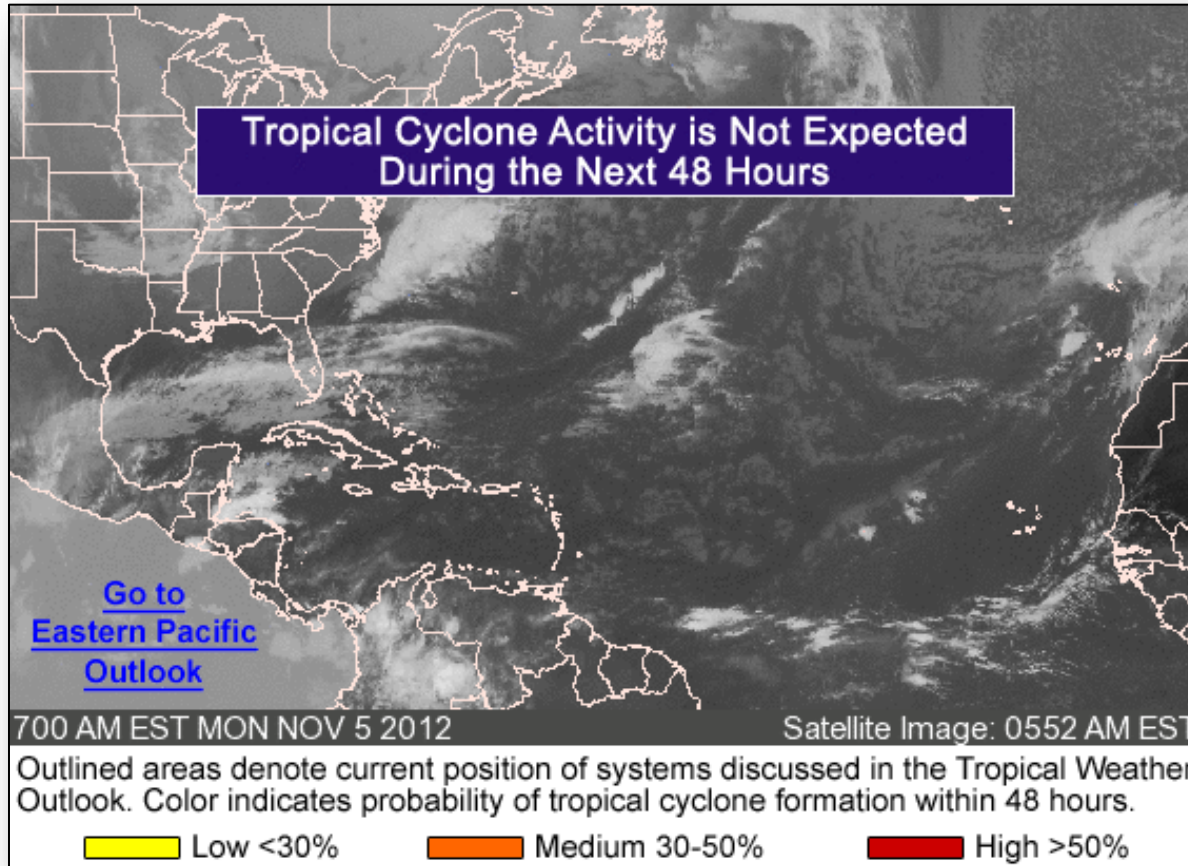 Tropical Cyclone Activity is Not Expected
During the Next 48 Hours
Go to
Eastern Pacific
Outlook
700 AM EST MON NOV 5 2012 Satellite Image: 0552 AM EST
Outlined areas denote current position of systems discussed in the Tropical Weather
Outlook. Color indicates probability of tropical cyclone formation within 48 hours.
Low <30% Medium 30-50% High >50%